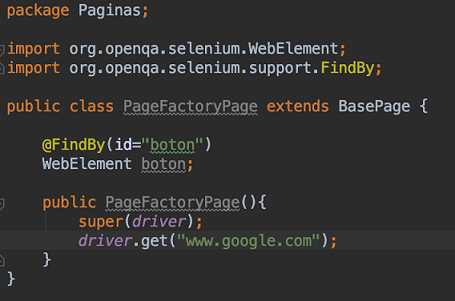 package Paginas;
import org.openqa.selenium.WebElement;
import org.openqa.selenium.support.FindBy;
public class PageFactoryPage extends BasePage {
@FindBy(id="boton")
WebElement boton;
public PageFactoryPage(){
super(driver);
driver.get("www.google.com");
}
}